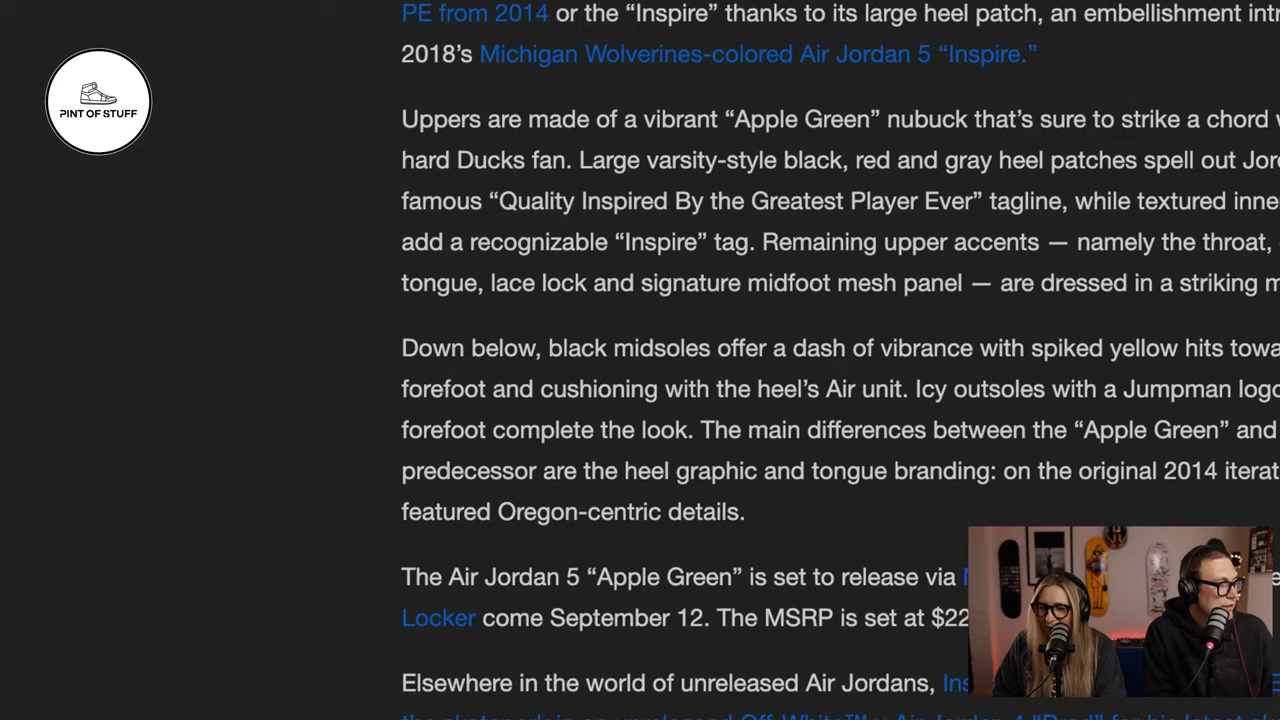 PE from 2014 or the “Inspire” thanks to its large heel patch, an embellishment
2018’s Michigan Wolverines-colored Air Jordan 5 “Inspire.”
PINT OF STUFF
Uppers are made of a vibrant “Apple Green” nubuck that’s sure to strike a chord
hard Ducks fan. Large varsity-style black, red and gray heel patches spell out
famous “Quality Inspired By the Greatest Player Ever” tagline, while textured
add a recognizable “Inspire” tag. Remaining upper accents — namely the throat,
tongue, lace lock and signature midfoot mesh panel — are dressed in a striking
Down below, black midsoles offer a dash of vibrance with spiked yellow hits
forefoot and cushioning with the heel’s Air unit. Icy outsoles with a Jumpman
forefoot complete the look. The main differences between the “Apple Green” and
predecessor are the heel graphic and tongue branding: on the original 2014
featured Oregon-centric details.
The Air Jordan 5 “Apple Green” is set to release via
Locker come September 12. The MSRP is set at $22
Elsewhere in the world of unreleased Air Jordans,